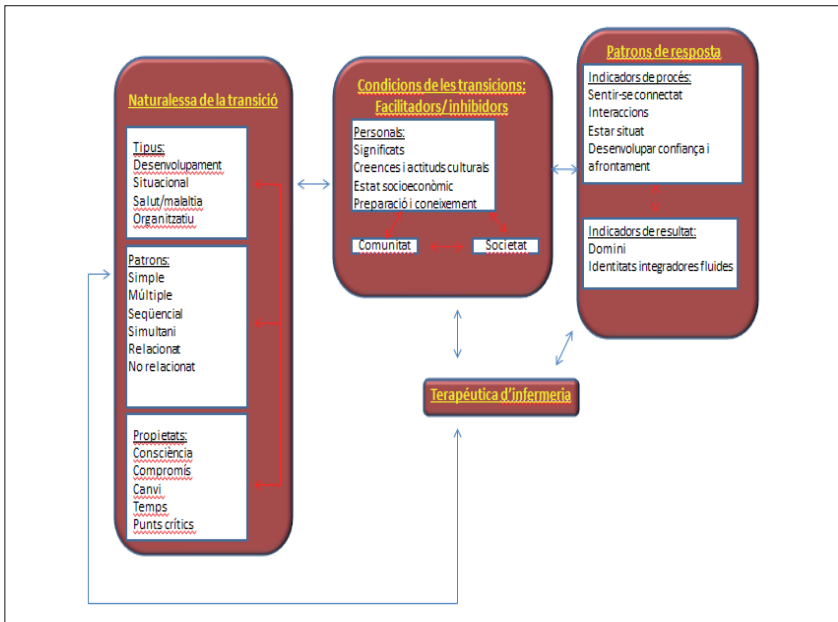 Naturalessa de la transició
Tipus:
Desenvolupament
Situacional
Salut/malaltia
Organitzatiu
Patrons:
Simple
Múltiple
Seqüencial
Simultani
Relacionat
No relacionat
Propietats:
Consciència
Compromís
Canvi
Temps
Punts crítics
Condicions de les transicions:
Facilitadors/inhibidors
Personals:
Significats
Creences i actituds culturals
Estat socioeconòmic
Preparació i coneixement
Comunitat
Societat
Patrons de resposta
Indicadors de procés:
Sentir-se connectat
Interaccions
Estar situat
Desenvolupar confiança i
afrontament
Indicadors de resultat:
Domini
Identitats integradores fluides
Terapéutica d'infermeria